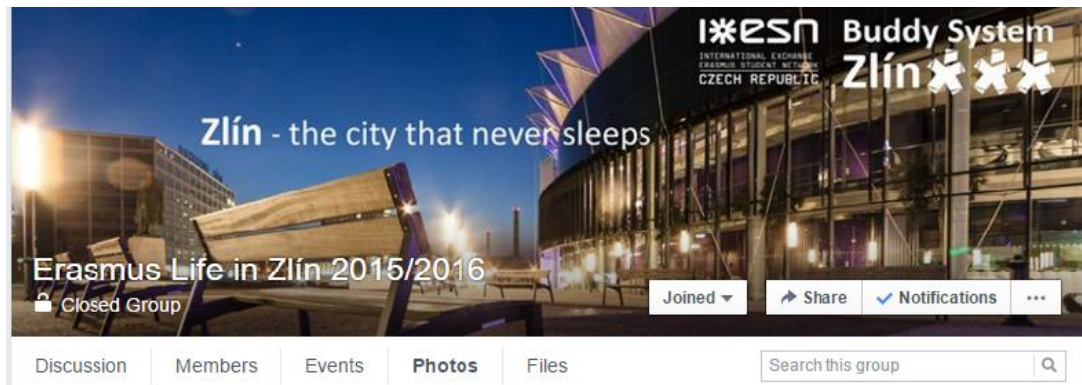 IXESN Buddy System
INTERNATIONAL EXCHANGE
ERASMUS STUDENT NETWORK
CZECH REPUBLIC
Zlín
Zlín - the city that never sleeps
Erasmus Life in Zlín 2015/2016
Closed Group
Joined
Share
Notifications
Discussion
Members
Events
Photos
Files
Search this group